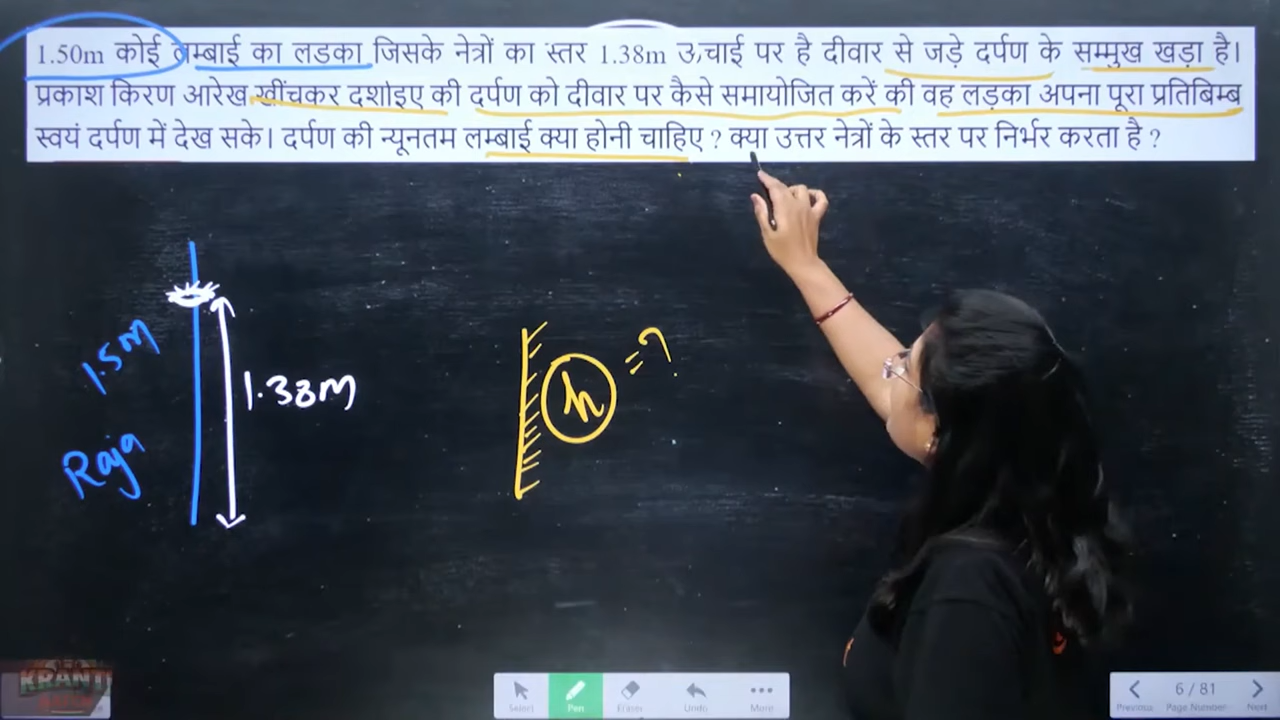 1.50m कोई लम्बाई का लडका जिसके नेत्रों का स्तर 1.38m उ,चाई पर है दीवार से जड़े दर्पण के सम्मुख खड़ा है।
प्रकाश किरण आरेख खींचकर दर्शाइए की दर्पण को दीवार पर कैसे समायोजित करें की वह लड़का अपना पूरा प्रतिबिम्ब
स्वयं दर्पण में देख सके। दर्पण की न्यूनतम लम्बाई क्या होनी चाहिए ? क्या उत्तर नेत्रों के स्तर पर निर्भर करता है ?
1.5m
1.38m
h = ?
Raja
KRANTI
Select
Pen
Eraser
Undo
More
6 / 81
Previous
Page Number
Next